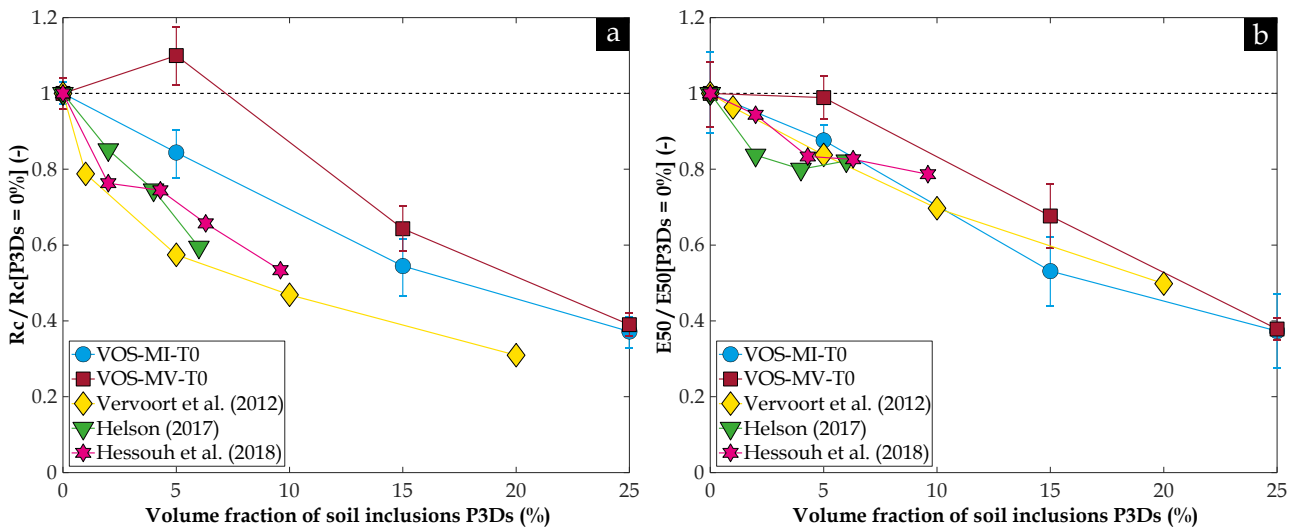 a
1.2
1
0.8
0.6
0.4
0.2
0
Rc / Rc[P3Ds = 0%] (-)
VOS-MI-T0
VOS-MV-T0
Vervoort et al. (2012)
Helson (2017)
Hessouh et al. (2018)
0 5 10 15 20 25
Volume fraction of soil inclusions P3Ds (%)
b
1.2
1
0.8
0.6
0.4
0.2
0
E50 / E50[P3Ds = 0%] (-)
VOS-MI-T0
VOS-MV-T0
Vervoort et al. (2012)
Helson (2017)
Hessouh et al. (2018)
0 5 10 15 20 25
Volume fraction of soil inclusions P3Ds (%)